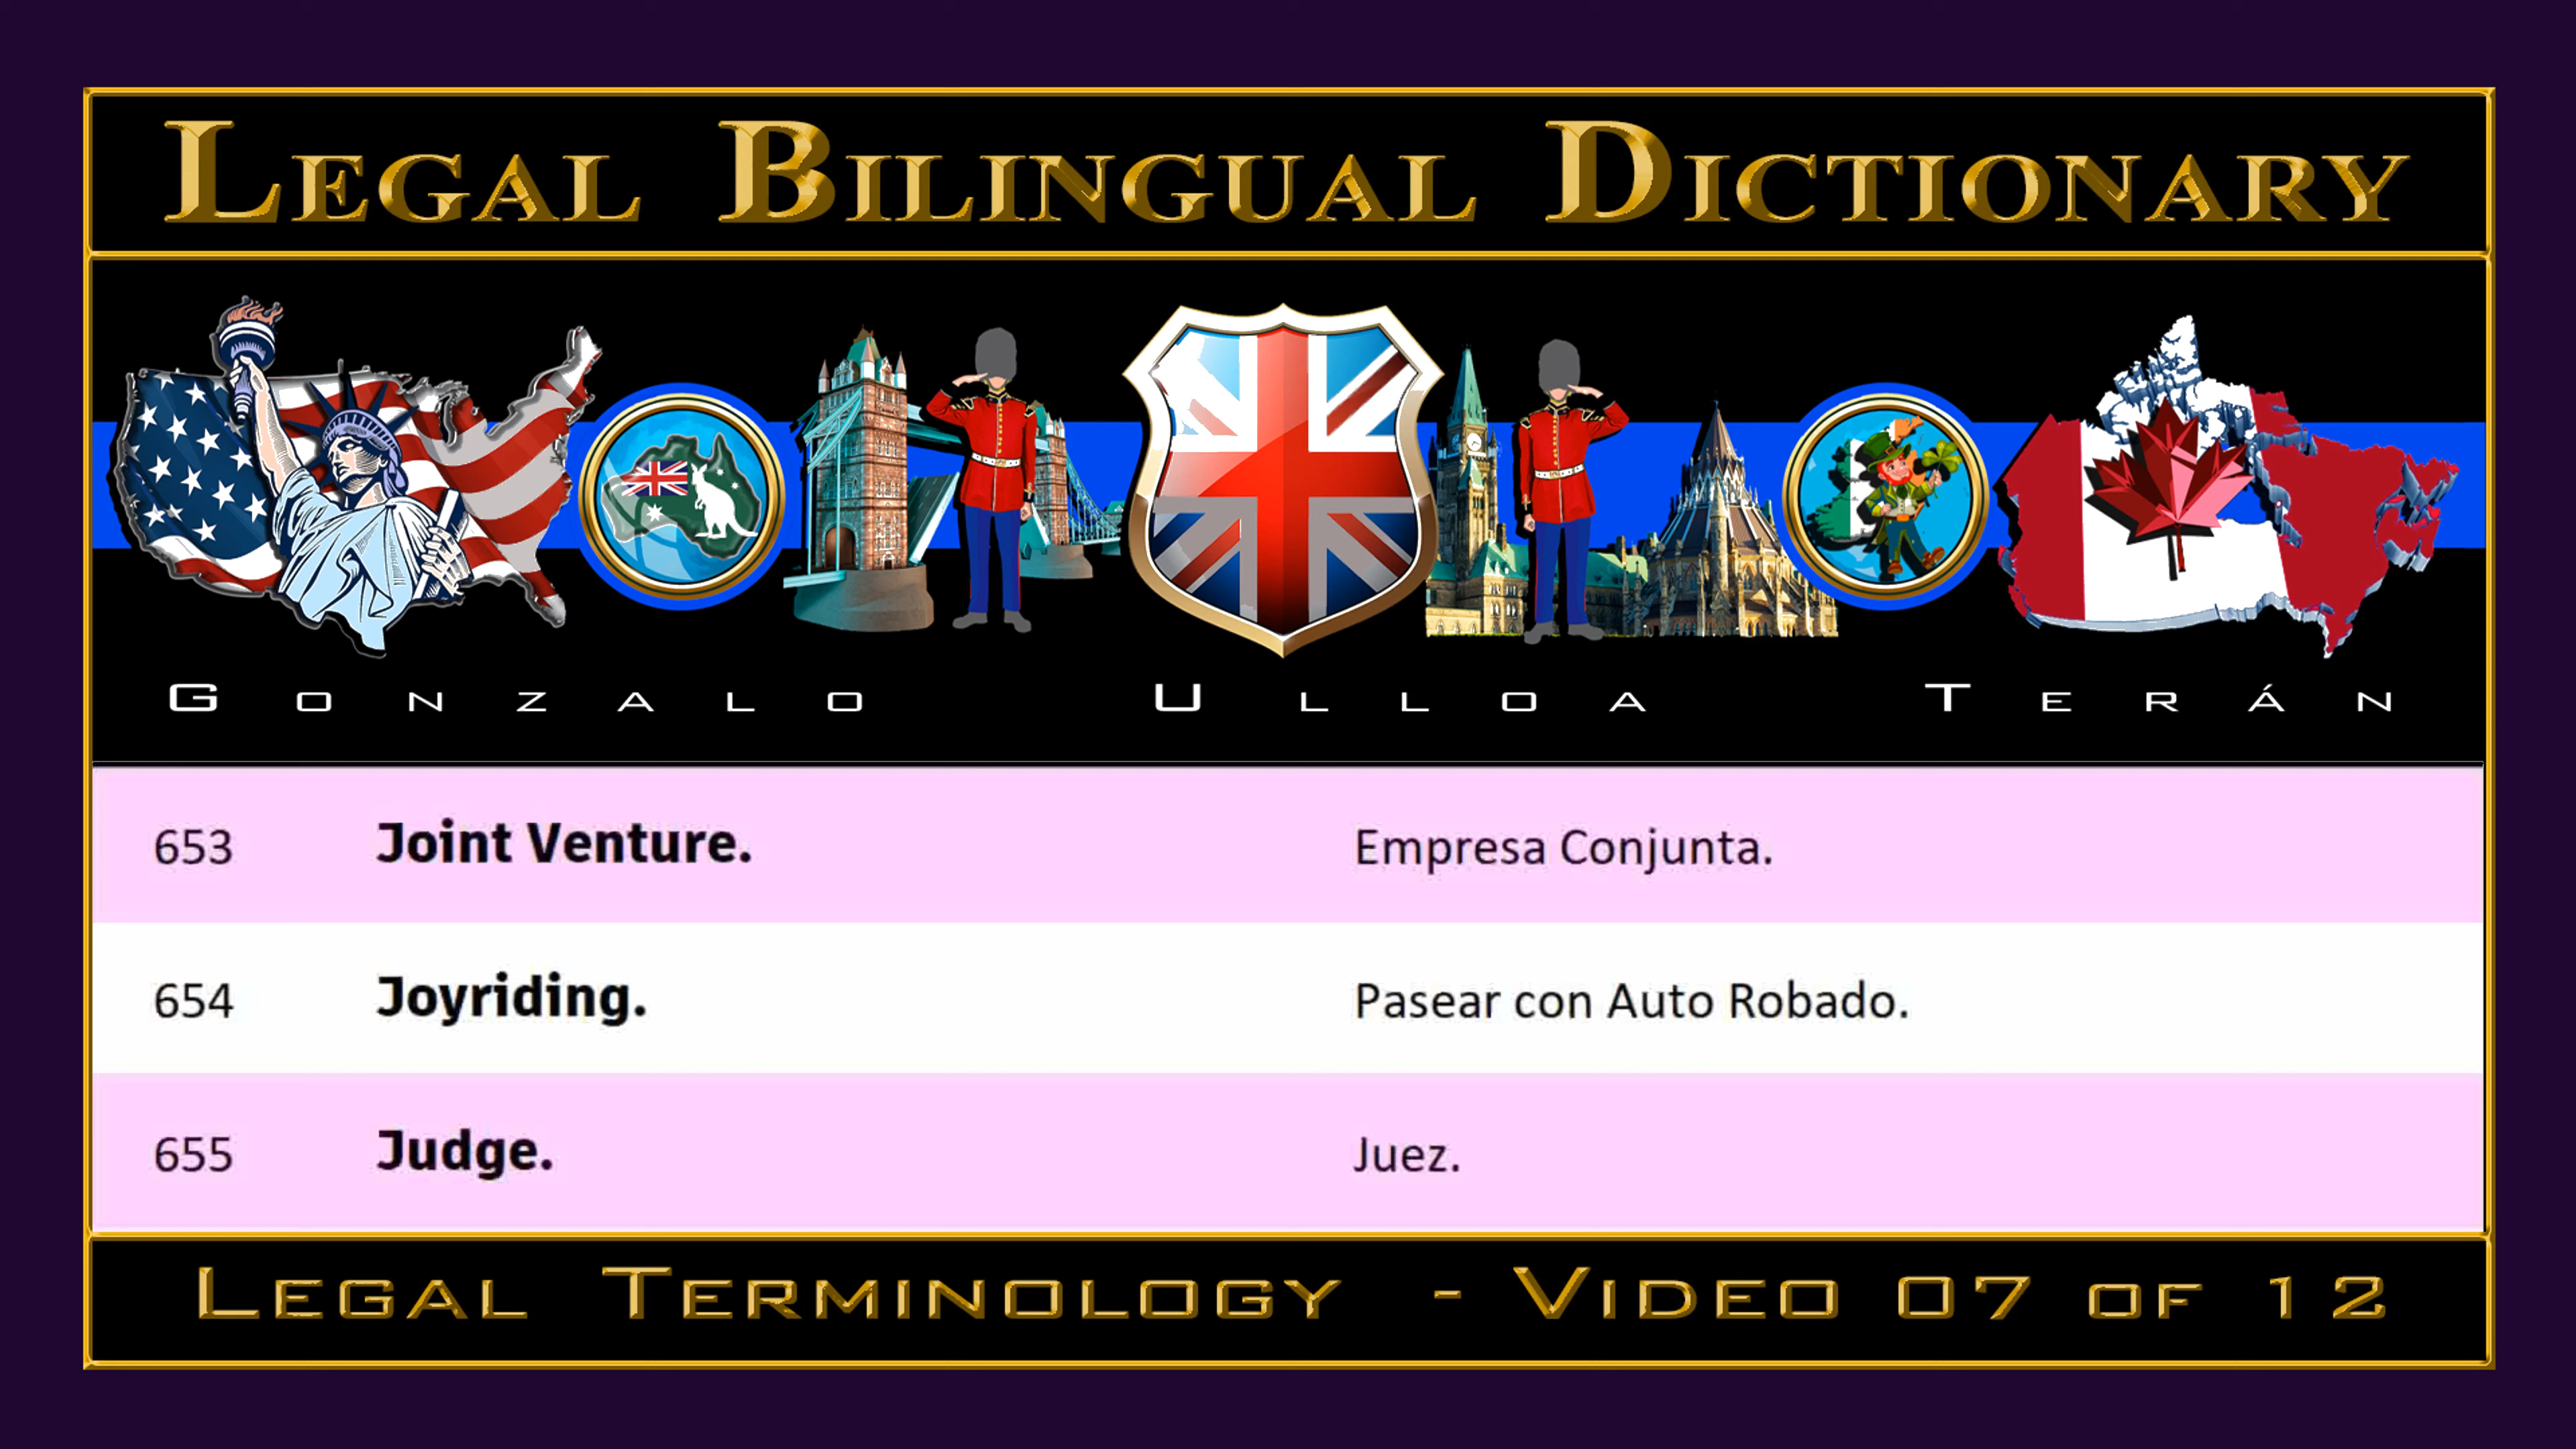 LEGAL BILINGUAL DICTIONARY
GONZALO ULLOA TERÁN
653 Joint Venture. Empresa Conjunta.
654 Joyriding. Pasear con Auto Robado.
655 Judge. Juez.
LEGAL TERMINOLOGY - VIDEO 07 OF 12